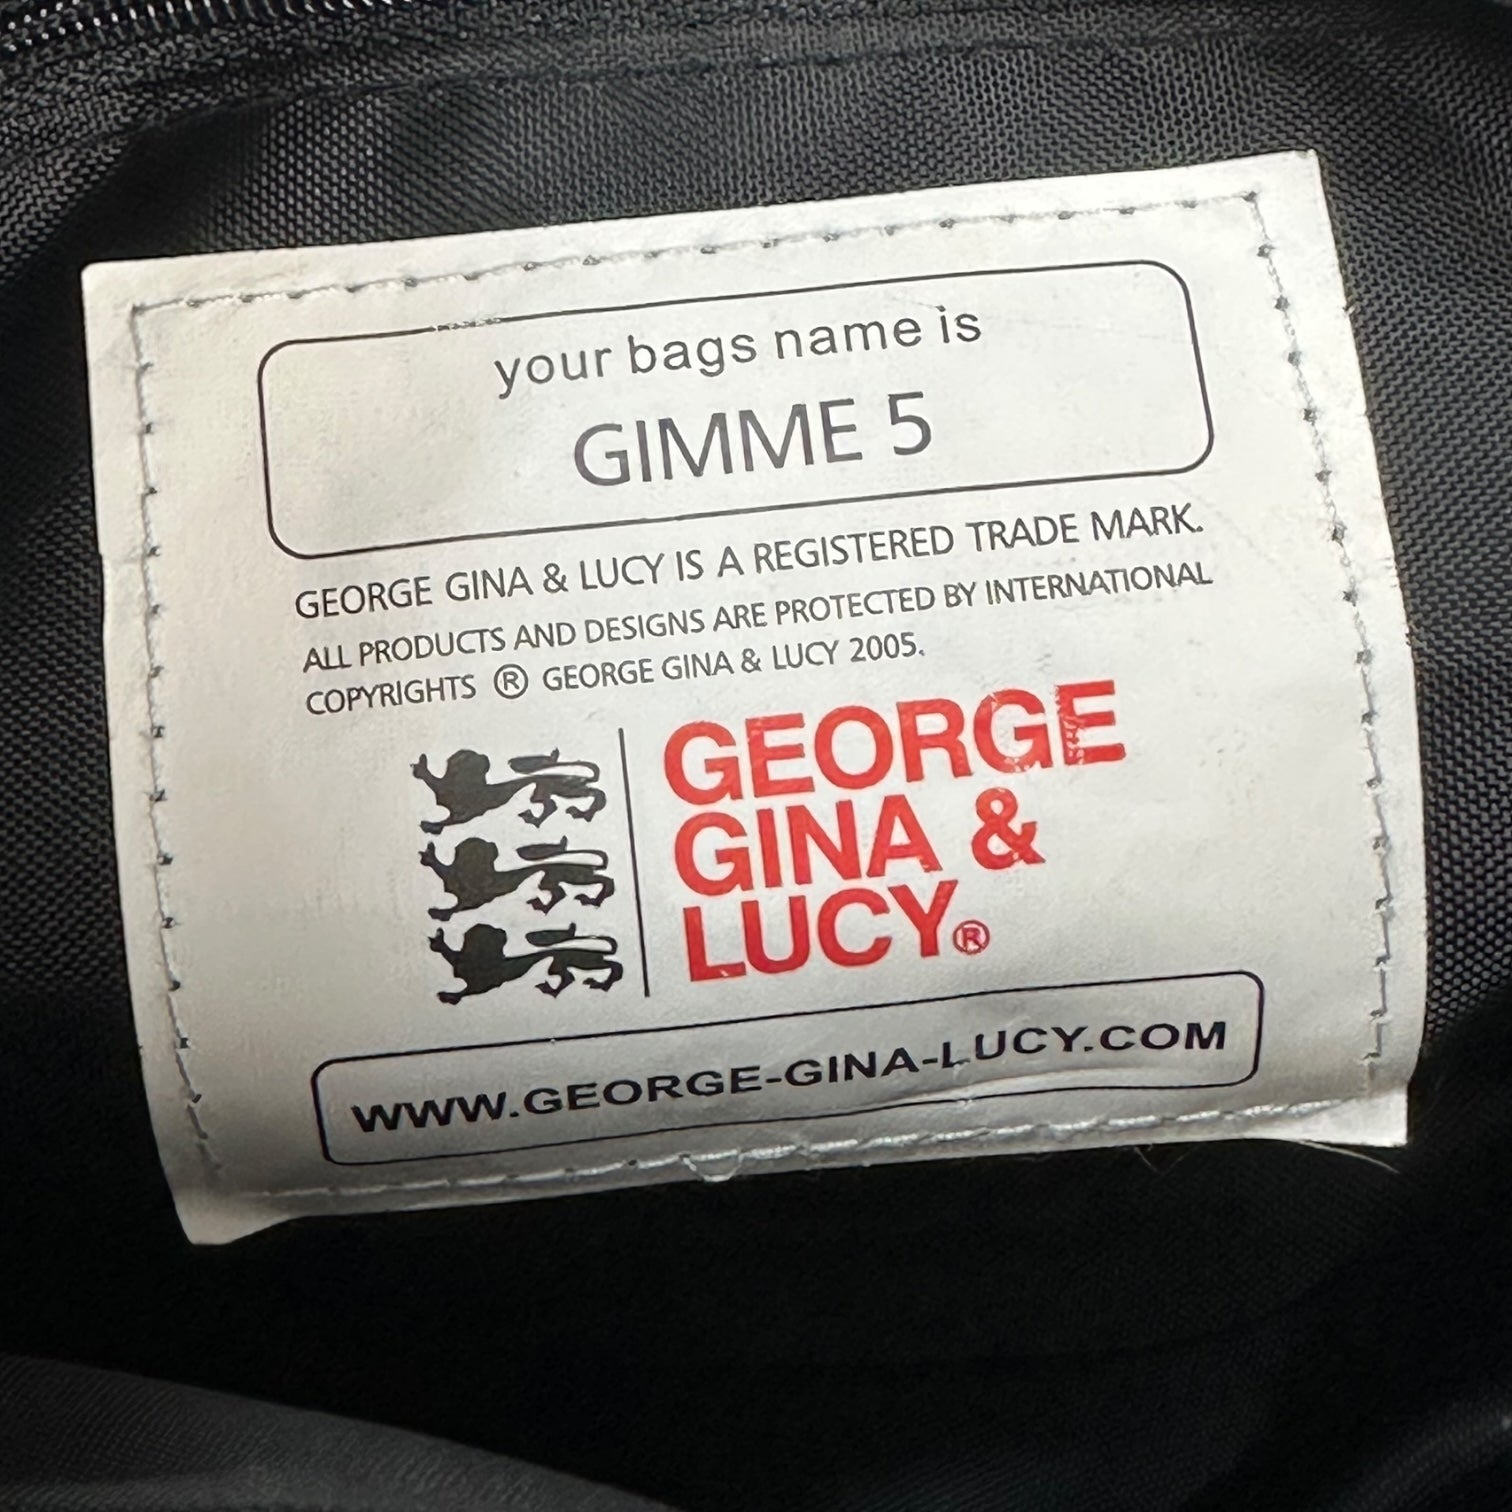 your bags name is
GIMME 5
GEORGE GINA & LUCY IS A REGISTERED TRADE MARK.
ALL PRODUCTS AND DESIGNS ARE PROTECTED BY INTERNATIONAL
COPYRIGHTS ® GEORGE GINA & LUCY 2005.
GEORGE
GINA &
LUCY®
WWW.GEORGE-GINA-LUCY.COM